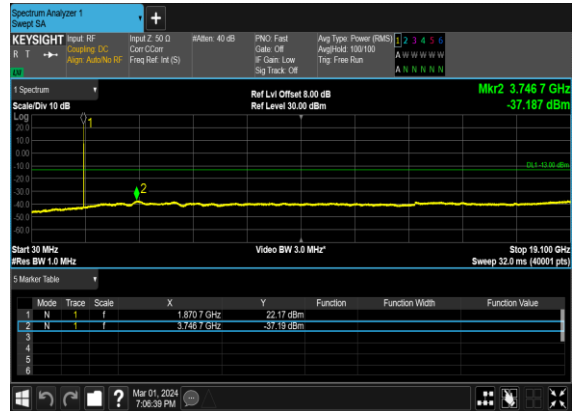 Spectrum Analyzer 1
Swept SA
+
KEYSIGHT Input: RF Input Z: 50 Ω #Atten: 40 dB PNO: Fast Avg Type: Power (RMS) 1 2 3 4 5 6
R T Coupling: DC Corr CCorr Gate: Off Avg|Hold: 100/100 A W W W W W
Align: Auto/No RF Freq Ref: Int (S) IF Gain: Low Trig: Free Run
Sig Track: Off A N N N N N
1 Spectrum Ref Lvl Offset 8.00 dB Mkr2 3.746 7 GHz
Scale/Div 10 dB Ref Level 30.00 dBm -37.187 dBm
Log
1
20.0
10.0
0.00
-10.0
DL1 -13.00 dBm
-20.0
-30.0
2
-40.0
-50.0
-60.0
Start 30 MHz Video BW 3.0 MHz* Stop 19.100 GHz
#Res BW 1.0 MHz Sweep 32.0 ms (40001 pts)
5 Marker Table
Mode Trace Scale X Y Function Function Width Function Value
1 N 1 f 1.870 7 GHz 22.17 dBm
2 N 1 f 3.746 7 GHz -37.19 dBm
3
4
5
6
? Mar 01, 2024
7:06:39 PM